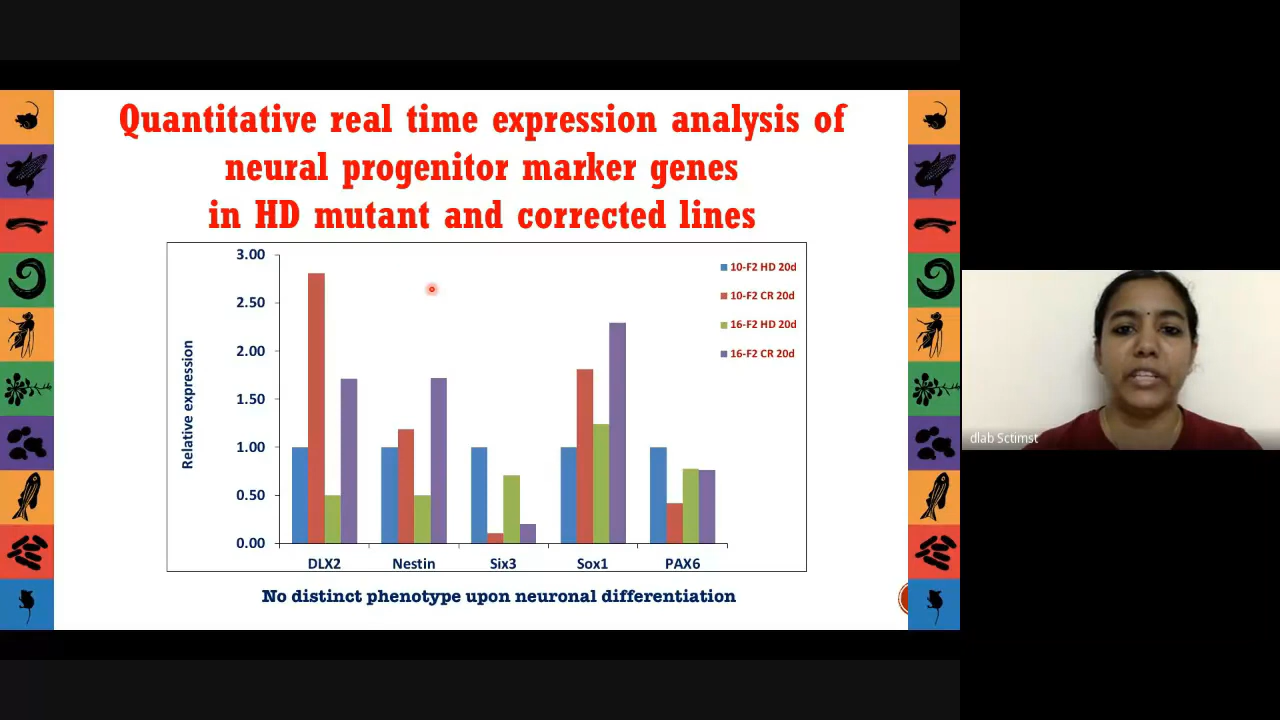 Quantitative real time expression analysis of
neural progenitor marker genes
in HD mutant and corrected lines
3.00
2.50
2.00
1.50
1.00
0.50
0.00
Relative expression
10-F2 HD 20d
10-F2 CR 20d
16-F2 HD 20d
16-F2 CR 20d
DLX2 Nestin Six3 Sox1 PAX6
No distinct phenotype upon neuronal differentiation
dlab Sctimst